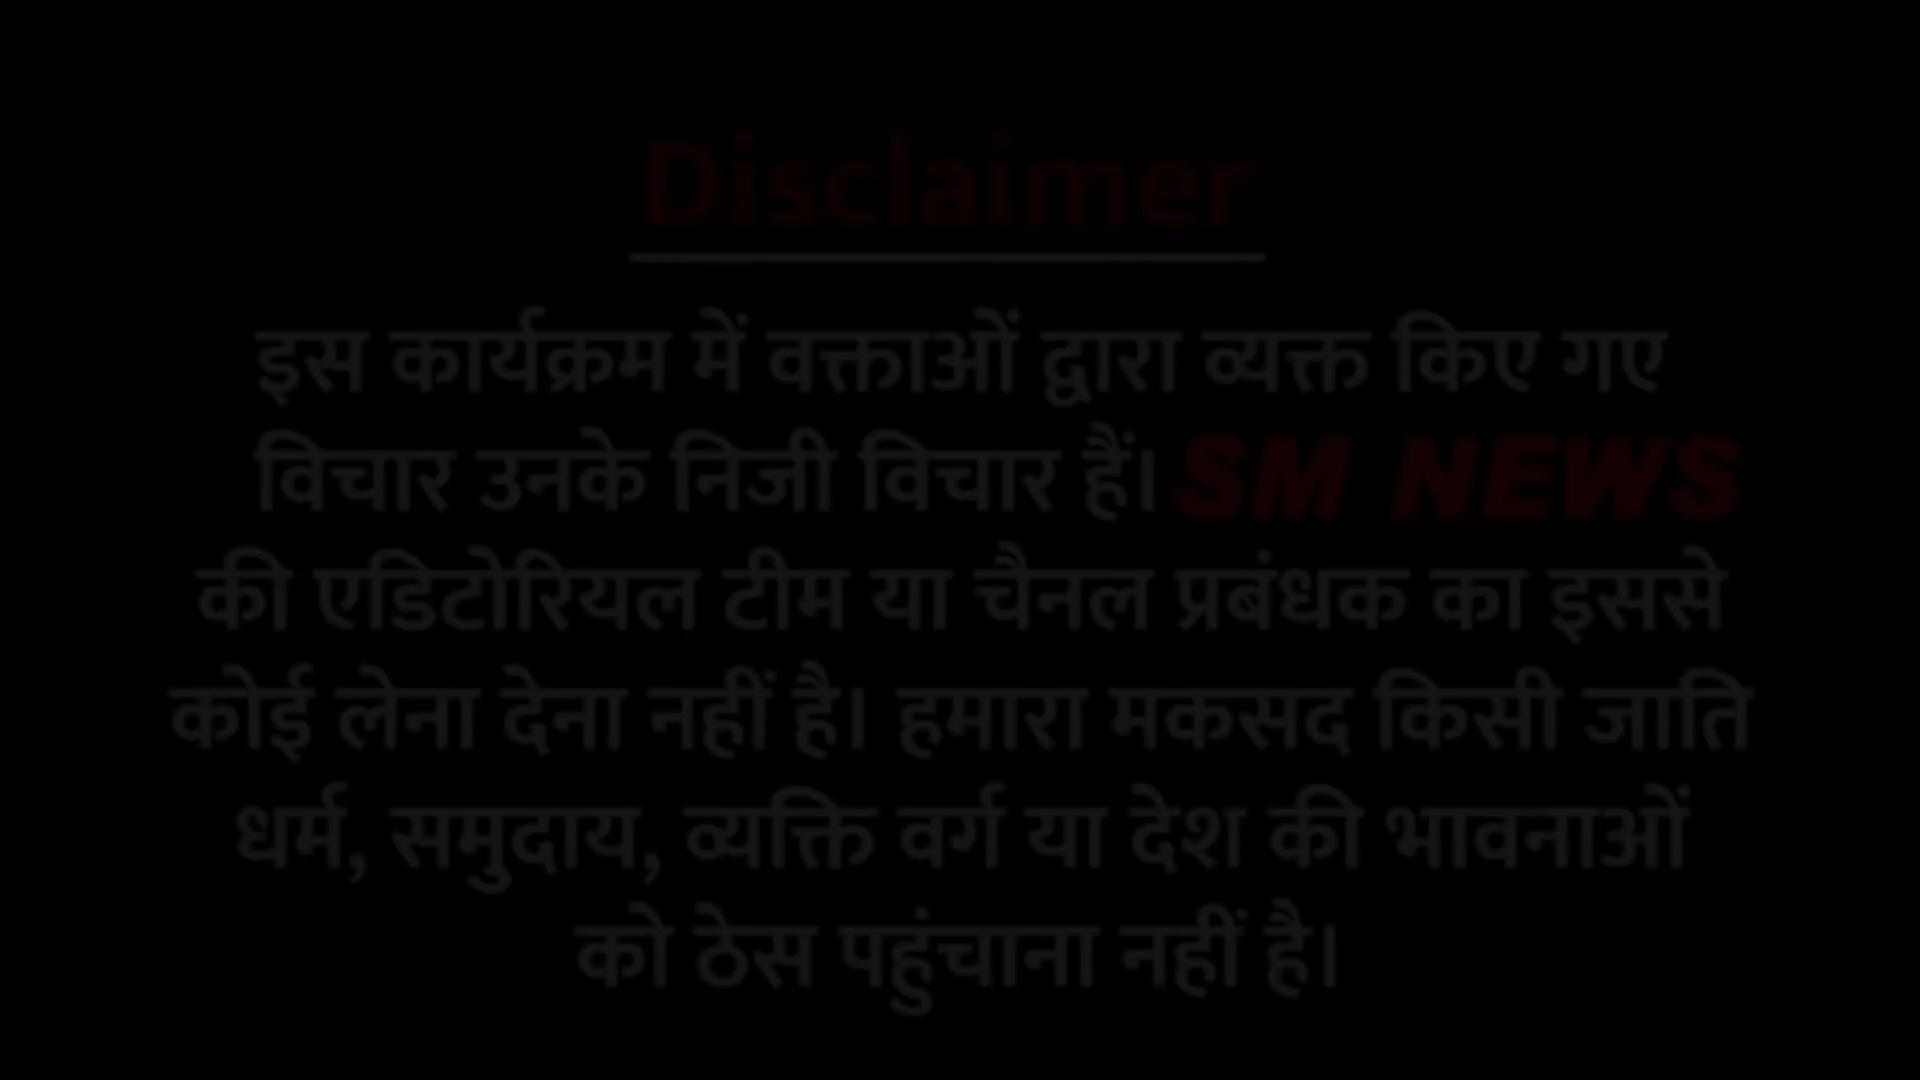 Disclaimer
इस कार्यक्रम में वक्ताओं द्वारा व्यक्त किए गए
विचार उनके निजी विचार हैं। SM NEWS
की एडिटोरियल टीम या चैनल प्रबंधक का इससे
कोई लेना देना नहीं है। हमारा मकसद किसी जाति
धर्म, समुदाय, व्यक्ति वर्ग या देश की भावनाओं
को ठेस पहुंचाना नहीं है।